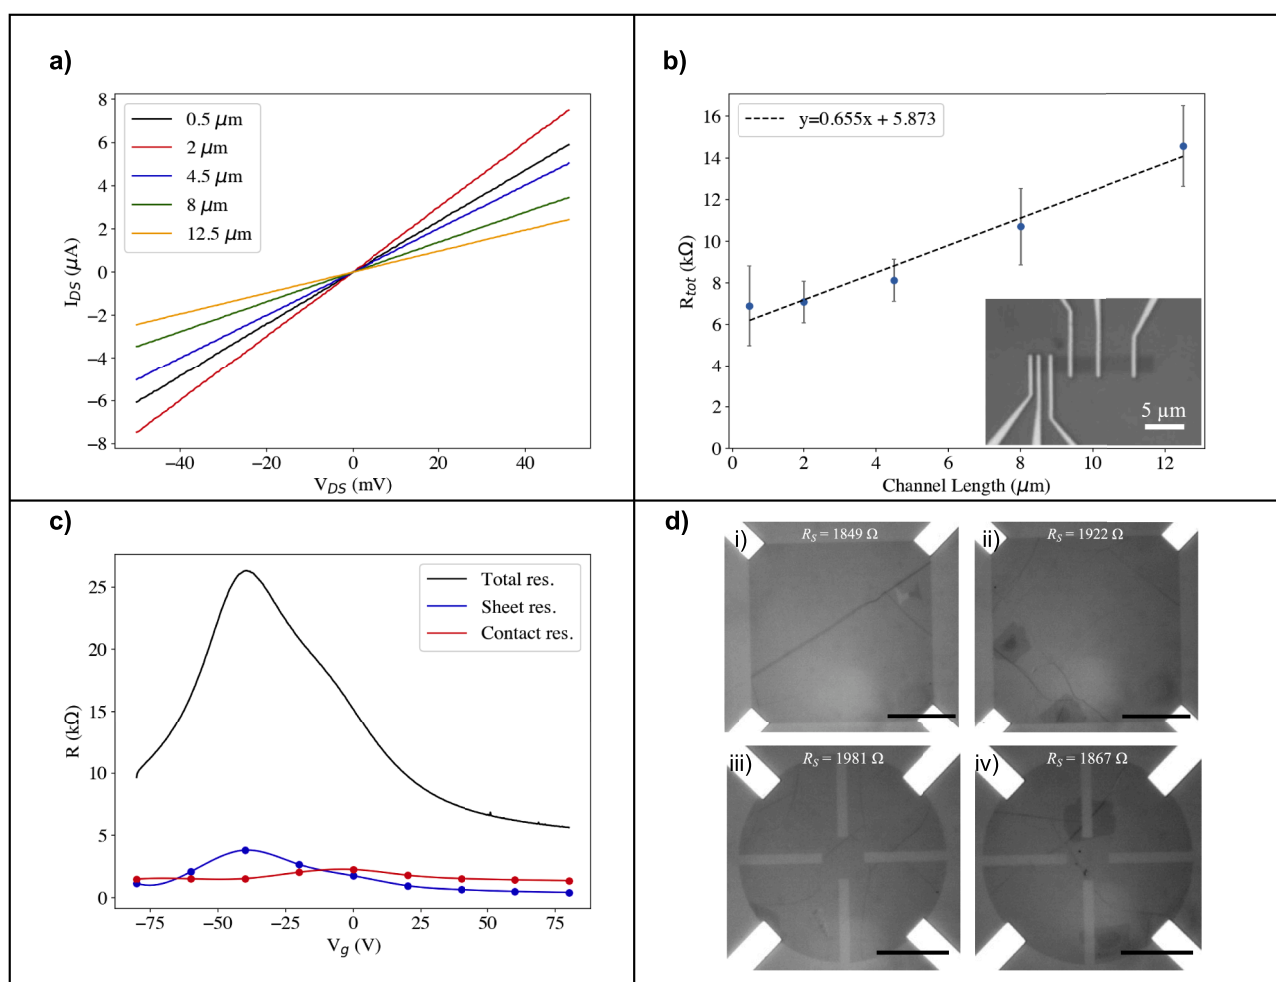 a)
8
6
4
2
0
−2
−4
−6
−8
I_DS (μA)
0.5 μm
2 μm
4.5 μm
8 μm
12.5 μm
−40
−20
0
20
40
V_DS (mV)
b)
16
14
12
10
8
6
4
2
0
R_tot (kΩ)
y=0.655x + 5.873
5 μm
0
2
4
6
8
10
12
Channel Length (μm)
c)
25
20
15
10
5
0
R (kΩ)
Total res.
Sheet res.
Contact res.
−75
−50
−25
0
25
50
75
V_g (V)
d)
i)
R_S = 1849 Ω
ii)
R_S = 1922 Ω
iii)
R_S = 1981 Ω
iv)
R_S = 1867 Ω